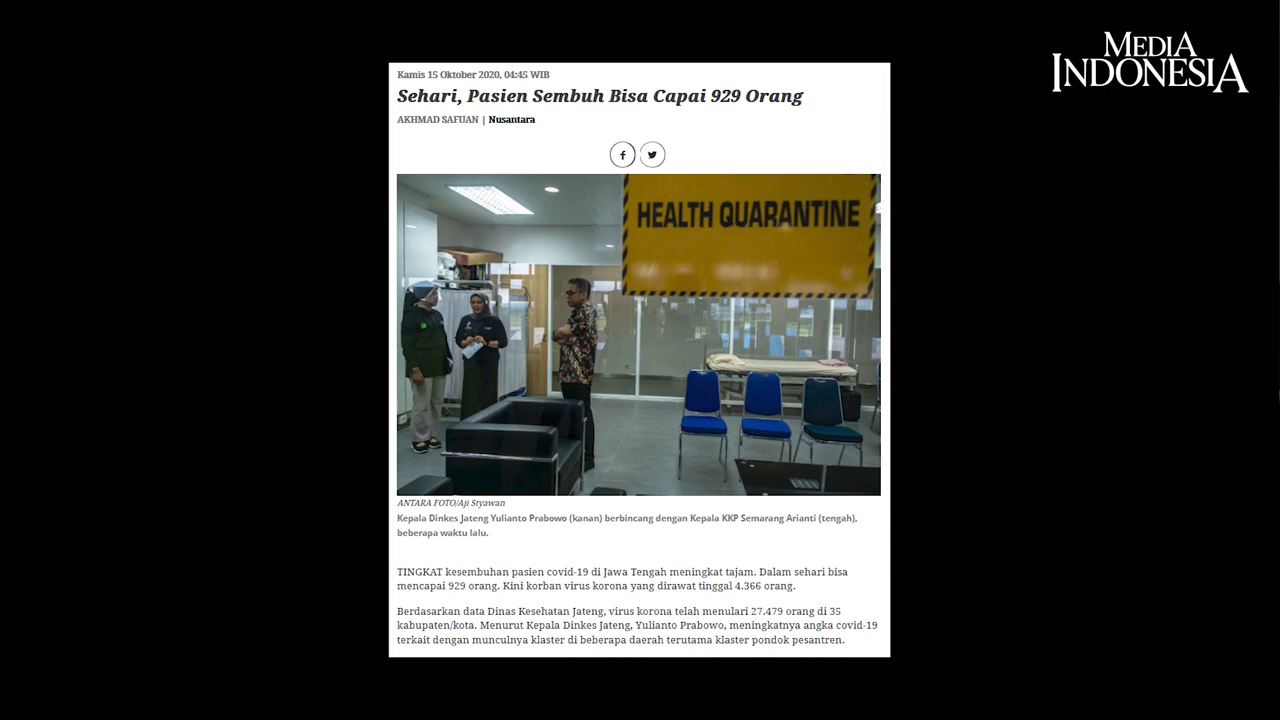 MEDIA
INDONESIA
Kamis 15 Oktober 2020, 04:45 WIB
Sehari, Pasien Sembuh Bisa Capai 929 Orang
AKHMAD SAFUAN | Nusantara
HEALTH QUARANTINE
ANTARA FOTO/Aji Styawan
Kepala Dinkes Jateng Yulianto Prabowo (kanan) berbincang dengan Kepala KKP Semarang Arianti (tengah),
beberapa waktu lalu.
TINGKAT kesembuhan pasien covid-19 di Jawa Tengah meningkat tajam. Dalam sehari bisa
mencapai 929 orang. Kini korban virus korona yang dirawat tinggal 4.366 orang.
Berdasarkan data Dinas Kesehatan Jateng, virus korona telah menulari 27.479 orang di 35
kabupaten/kota. Menurut Kepala Dinkes Jateng, Yulianto Prabowo, meningkatnya angka covid-19
terkait dengan munculnya klaster di beberapa daerah terutama klaster pondok pesantren.